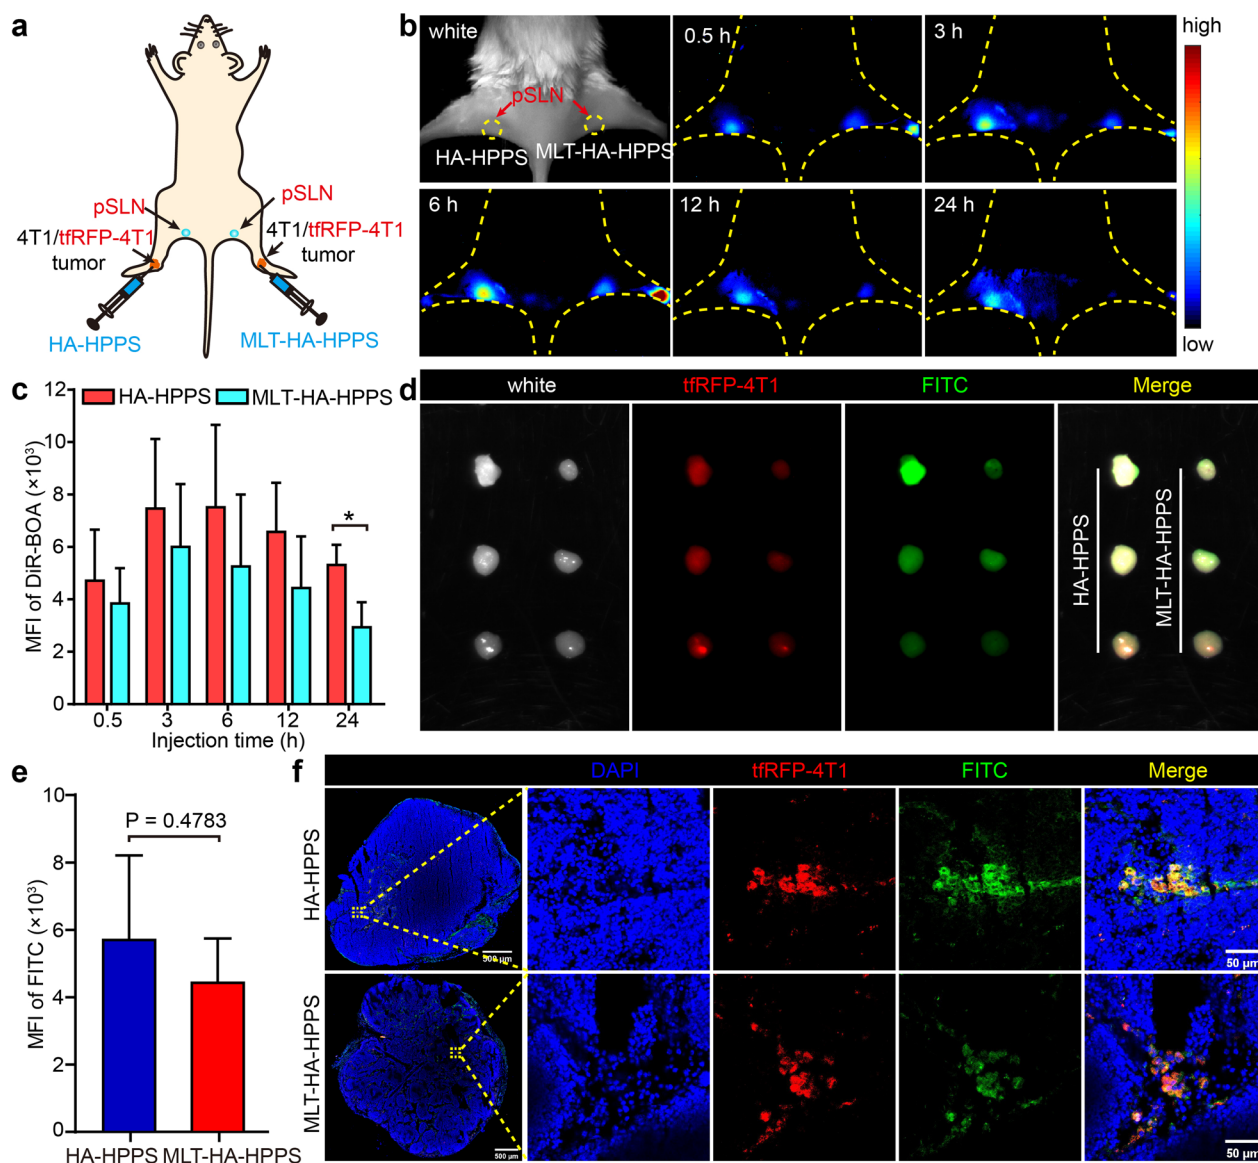 a
pSLN
pSLN
4T1/tfRFP-4T1
tumor
4T1/tfRFP-4T1
tumor
HA-HPPS
MLT-HA-HPPS
b
white
pSLN
HA-HPPS
MLT-HA-HPPS
0.5 h
3 h
6 h
12 h
24 h
high
low
c
HA-HPPS
MLT-HA-HPPS
MFI of DiR-BOA (×10³)
12
10
8
6
4
2
0
*
0.5
3
6
12
24
Injection time (h)
d
white
tfRFP-4T1
FITC
Merge
HA-HPPS
MLT-HA-HPPS
e
MFI of FITC (×10³)
10
8
6
4
2
0
P = 0.4783
HA-HPPS
MLT-HA-HPPS
f
DAPI
tfRFP-4T1
FITC
Merge
HA-HPPS
500 μm
50 μm
MLT-HA-HPPS
500 μm
50 μm